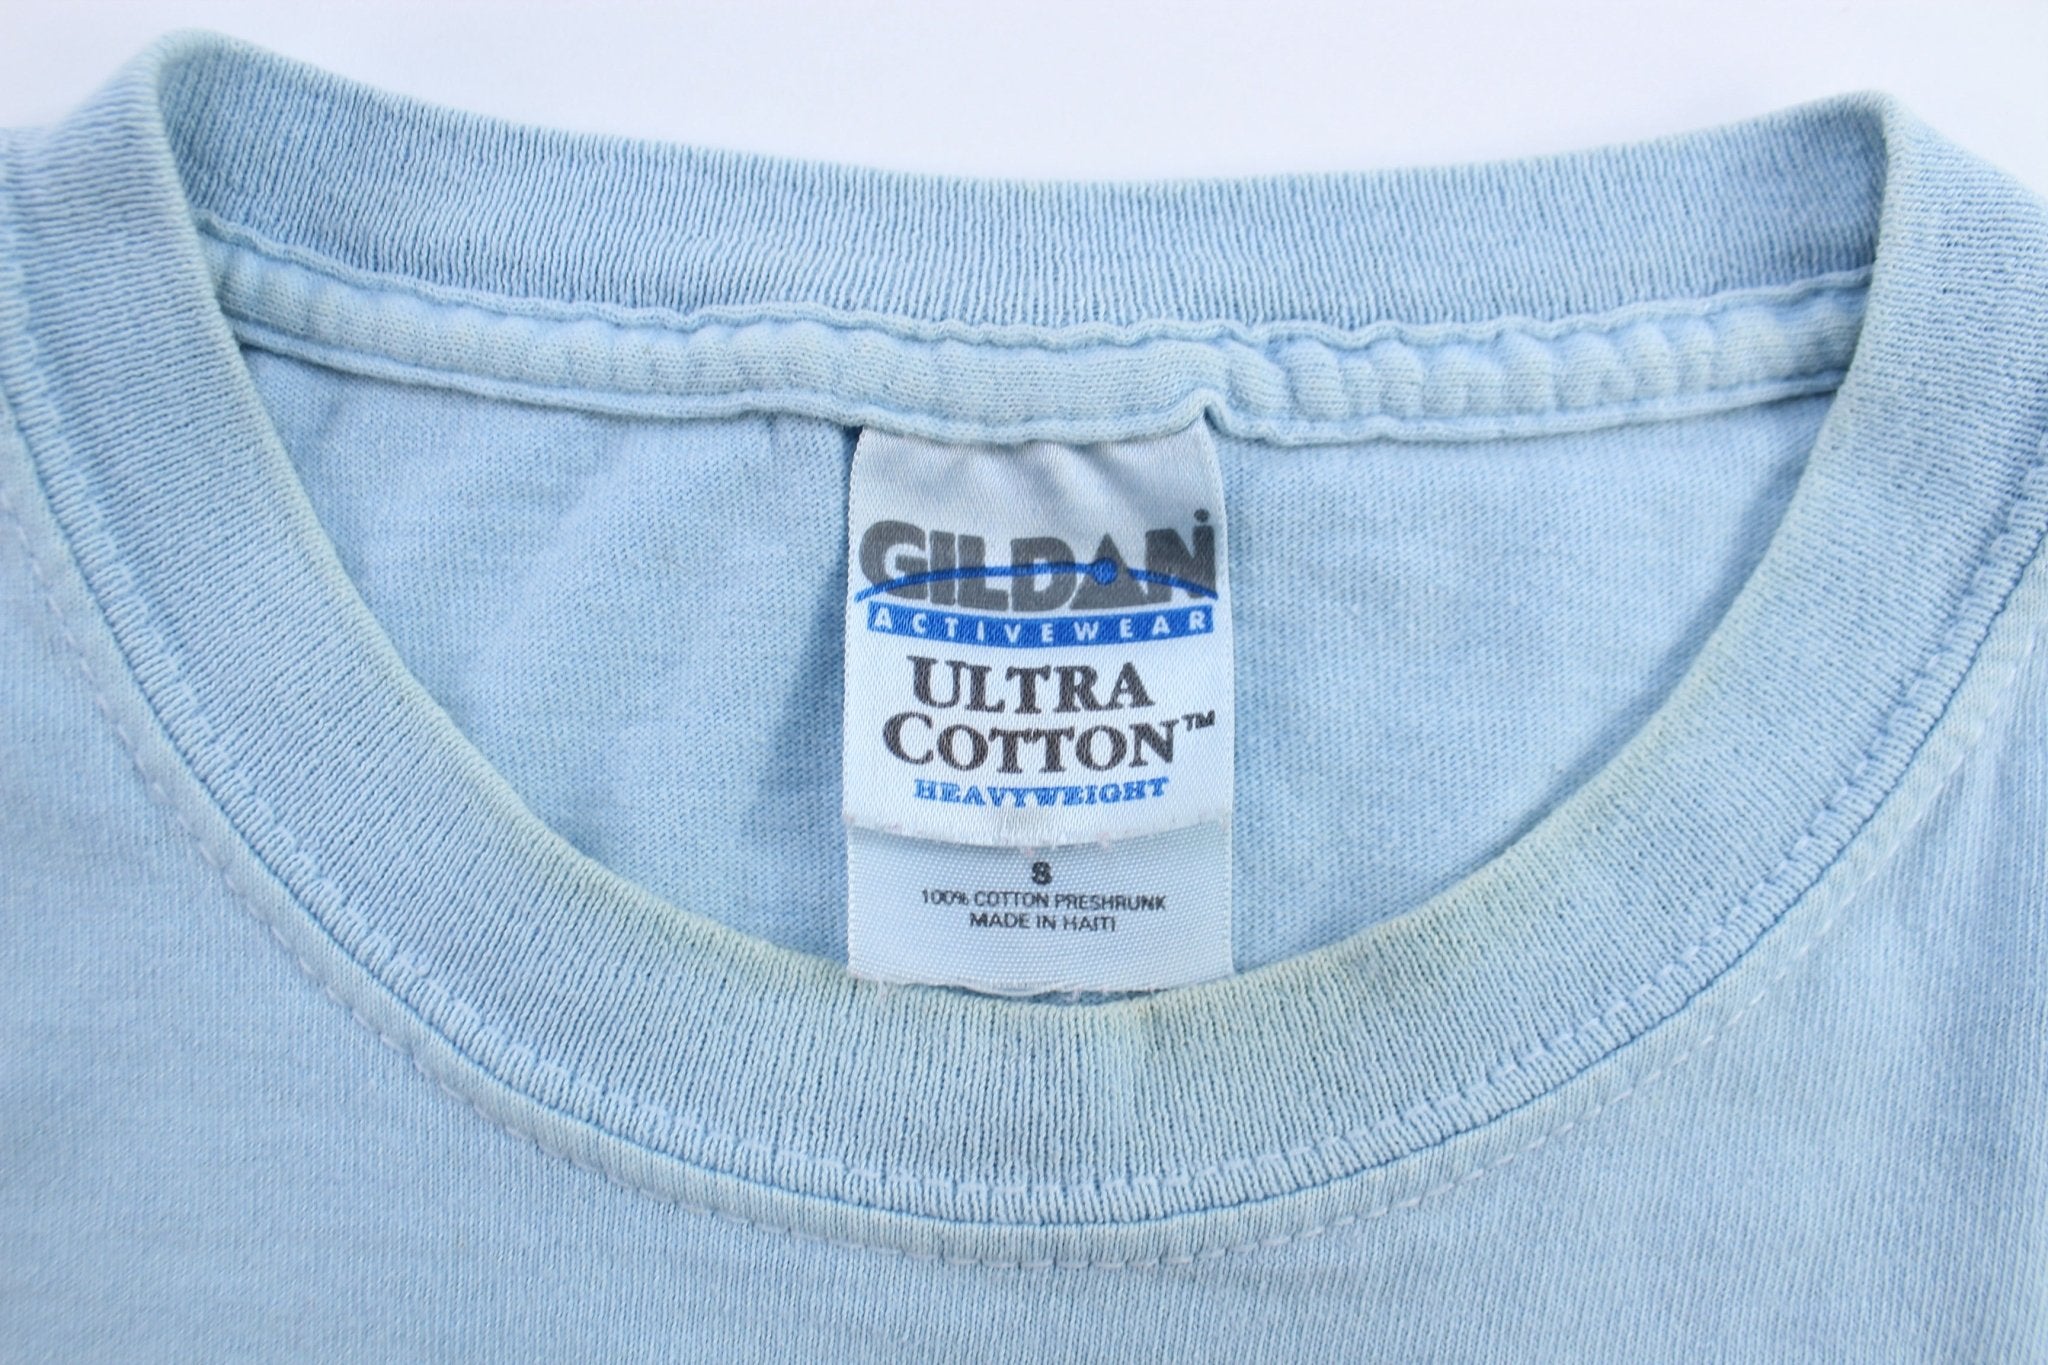 GILDAN
ACTIVEWEAR
ULTRA
COTTON™
HEAVYWEIGHT
S
100% COTTON PRESHRUNK
MADE IN HAITI